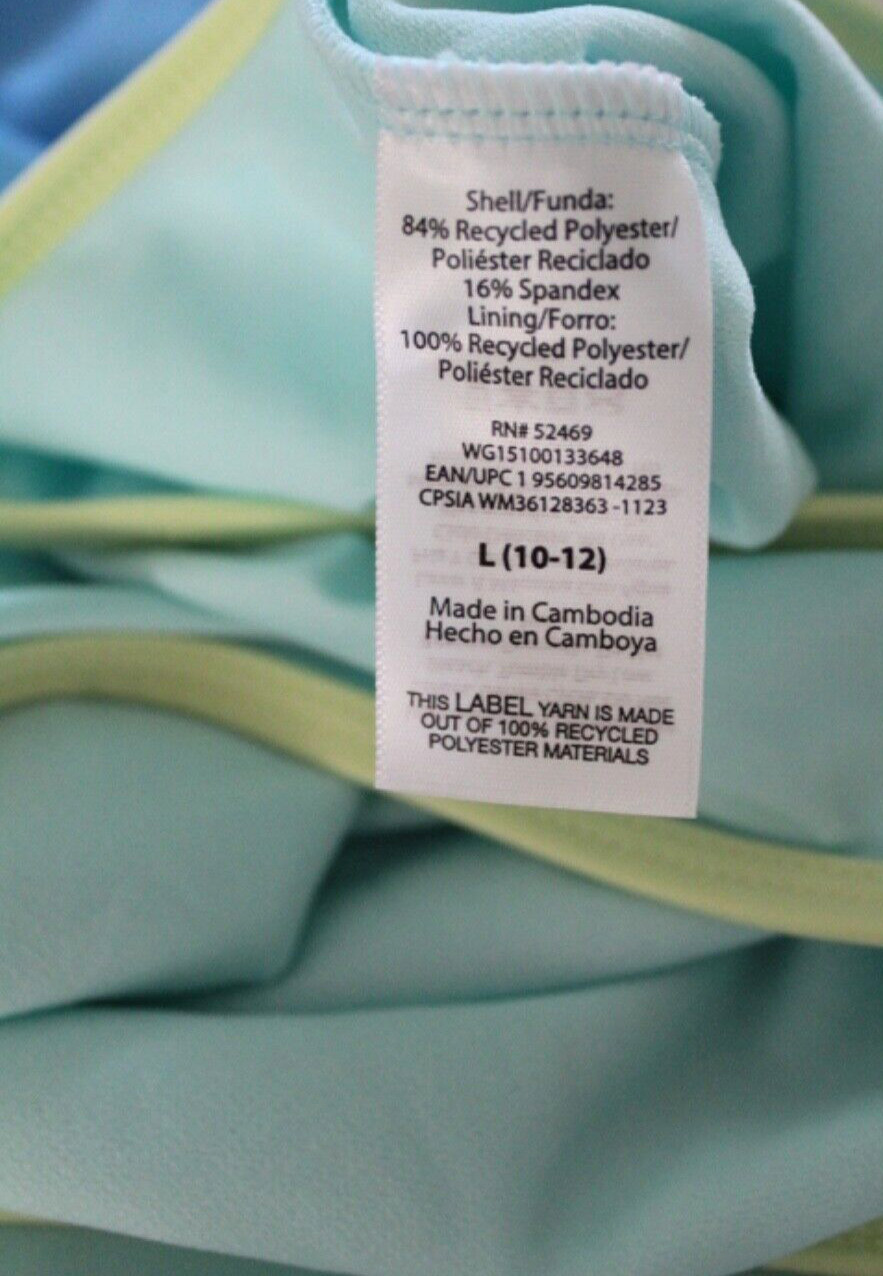 Shell/Funda:
84% Recycled Polyester/
Poliéster Reciclado
16% Spandex
Lining/Forro:
100% Recycled Polyester/
Poliéster Reciclado
RN# 52469
WG15100133648
EAN/UPC 1 95609814285
CPSIA WM36128363 -1123
L (10-12)
Made in Cambodia
Hecho en Camboya
THIS LABEL YARN IS MADE
OUT OF 100% RECYCLED
POLYESTER MATERIALS